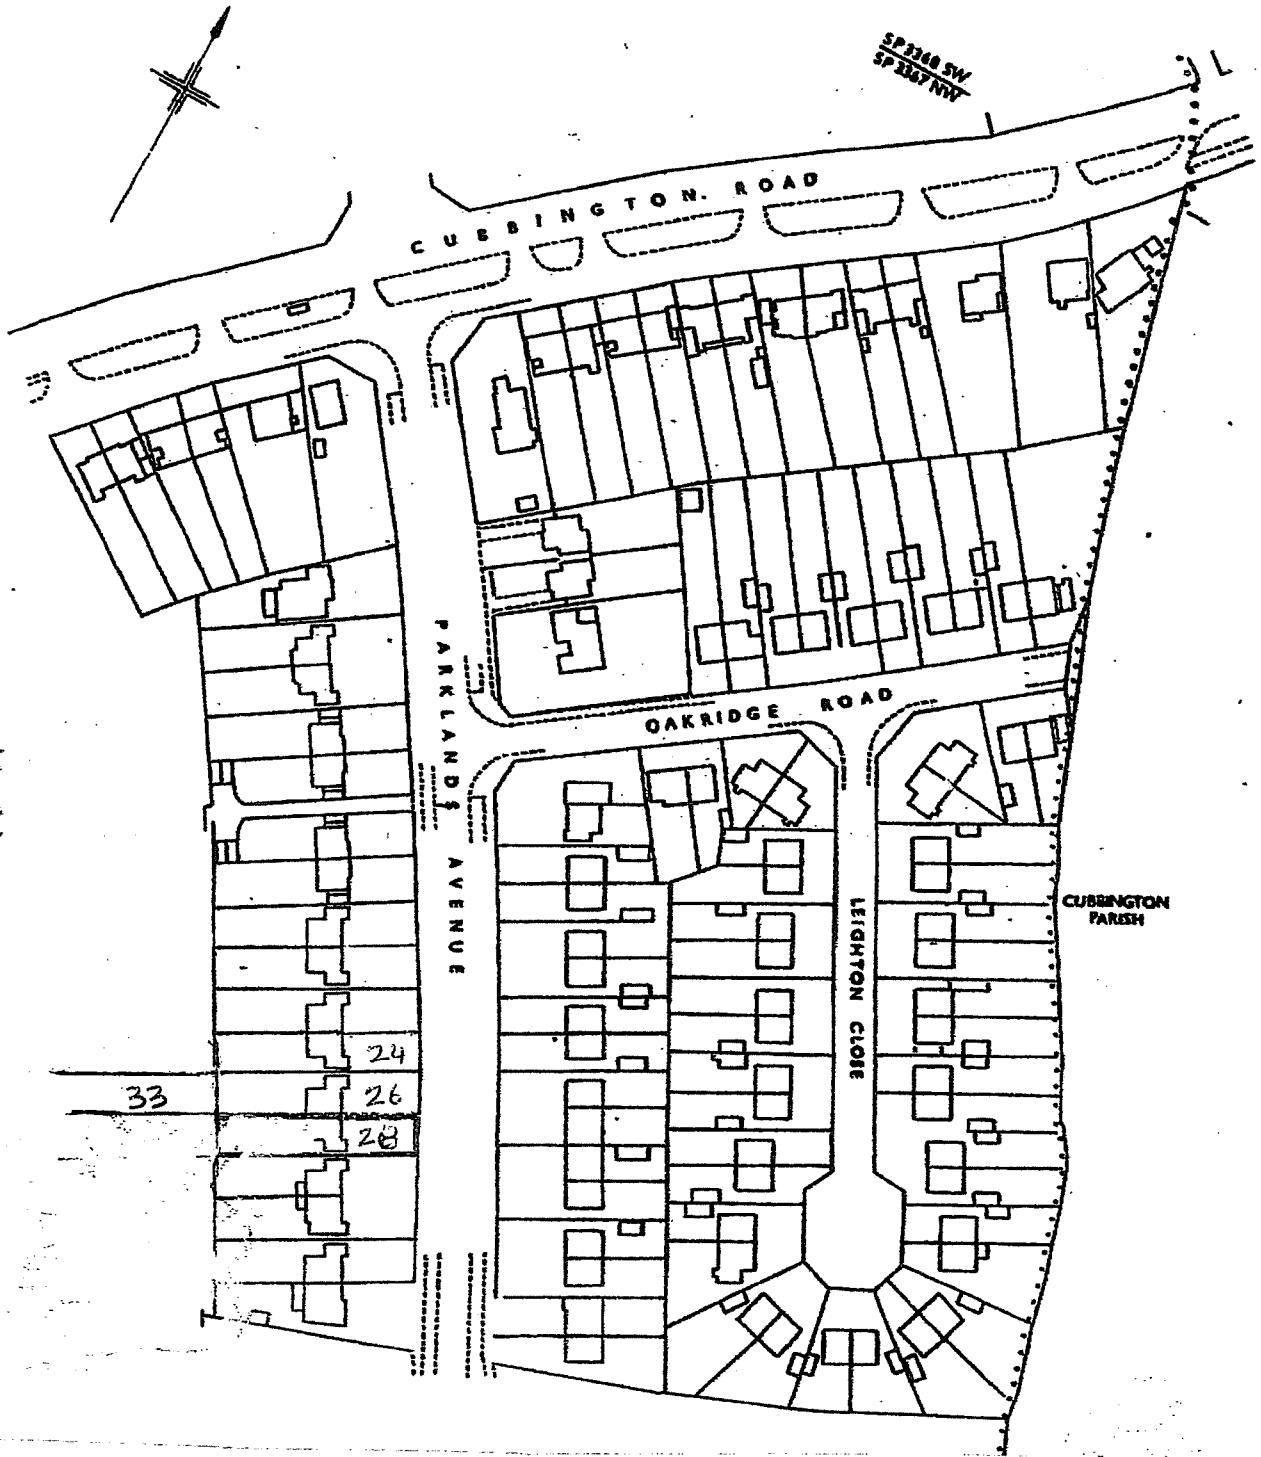 SP 3368 SW
SP 3367 NW
L
CUBBINGTON. ROAD
PARKLANDS AVENUE
OAKRIDGE ROAD
LEIGHTON CLOSE
CUBBINGTON
PARISH
24
33
26
28